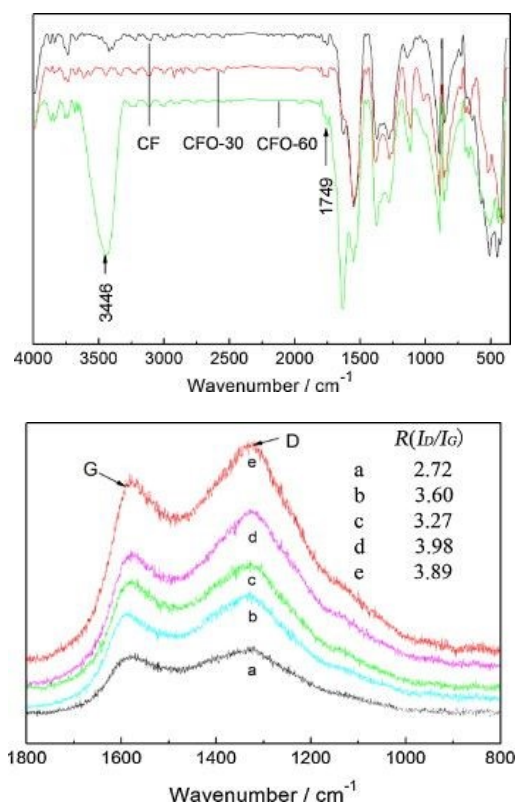 CF
CFO-30
CFO-60
1749
3446
4000 3500 3000 2500 2000 1500 1000 500
Wavenumber / cm-1
G
D
R(ID/IG)
a 2.72
b 3.60
c 3.27
d 3.98
e 3.89
e
d
c
b
a
1800 1600 1400 1200 1000 800
Wavenumber / cm-1